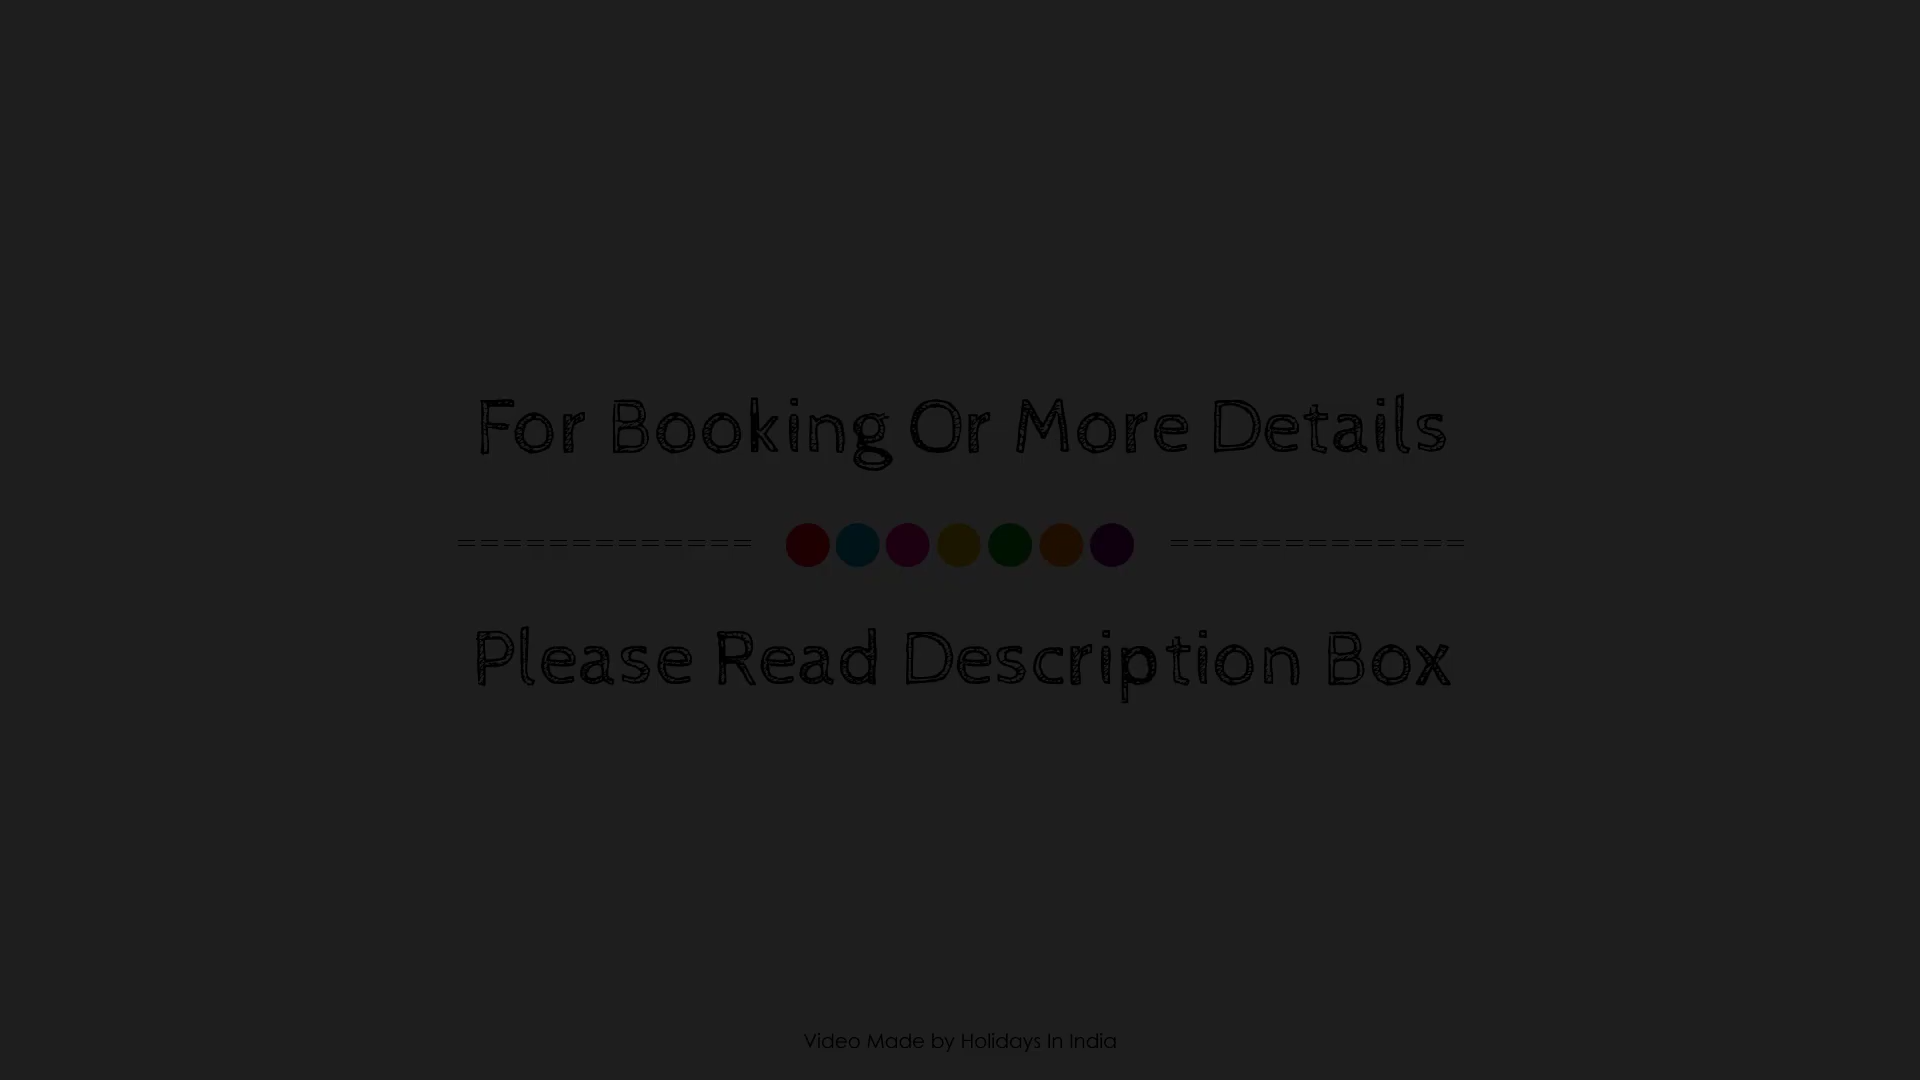 For Booking Or More Details
============= =============
Please Read Description Box
Video Made by Holidays In India